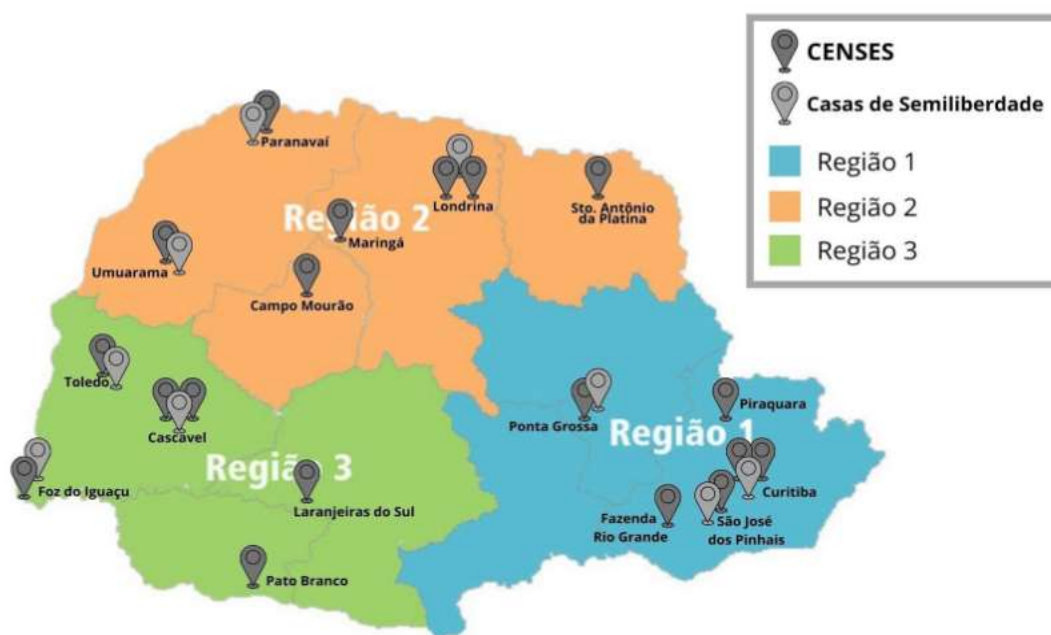 CENSES
Casas de Semiliberdade
Região 1
Região 2
Região 3
Paranavaí
Londrina
Sto. Antônio
da Platina
Região 2
Maringá
Umuarama
Campo Mourão
Toledo
Cascavel
Ponta Grossa
Região 1
Piraquara
Região 3
Foz do Iguaçu
Laranjeiras do Sul
Curitiba
Fazenda
Rio Grande
São José
dos Pinhais
Pato Branco